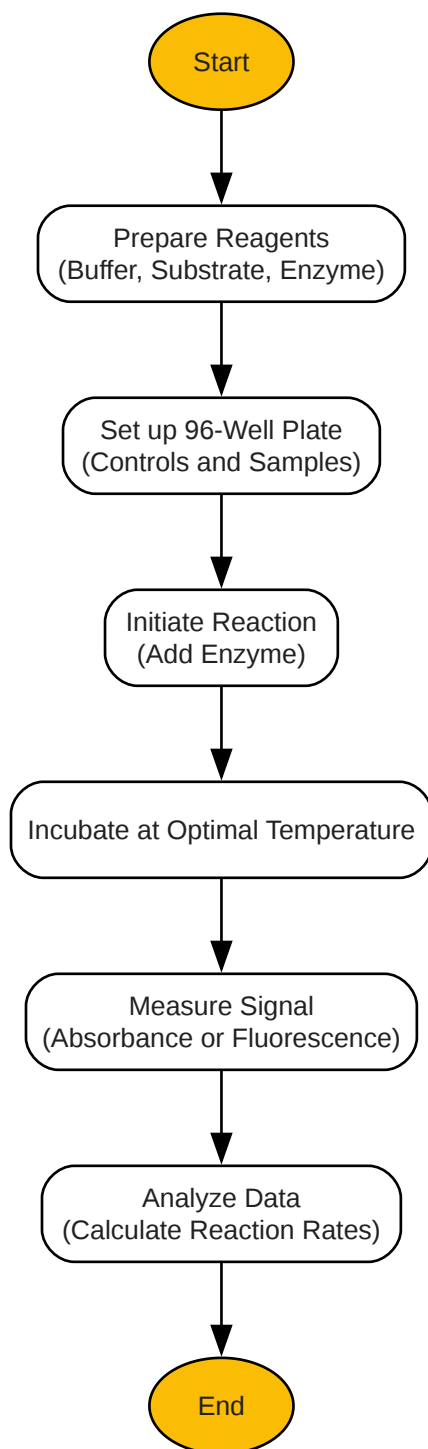 Start
Prepare Reagents
(Buffer, Substrate, Enzyme)
Set up 96-Well Plate
(Controls and Samples)
Initiate Reaction
(Add Enzyme)
Incubate at Optimal Temperature
Measure Signal
(Absorbance or Fluorescence)
Analyze Data
(Calculate Reaction Rates)
End